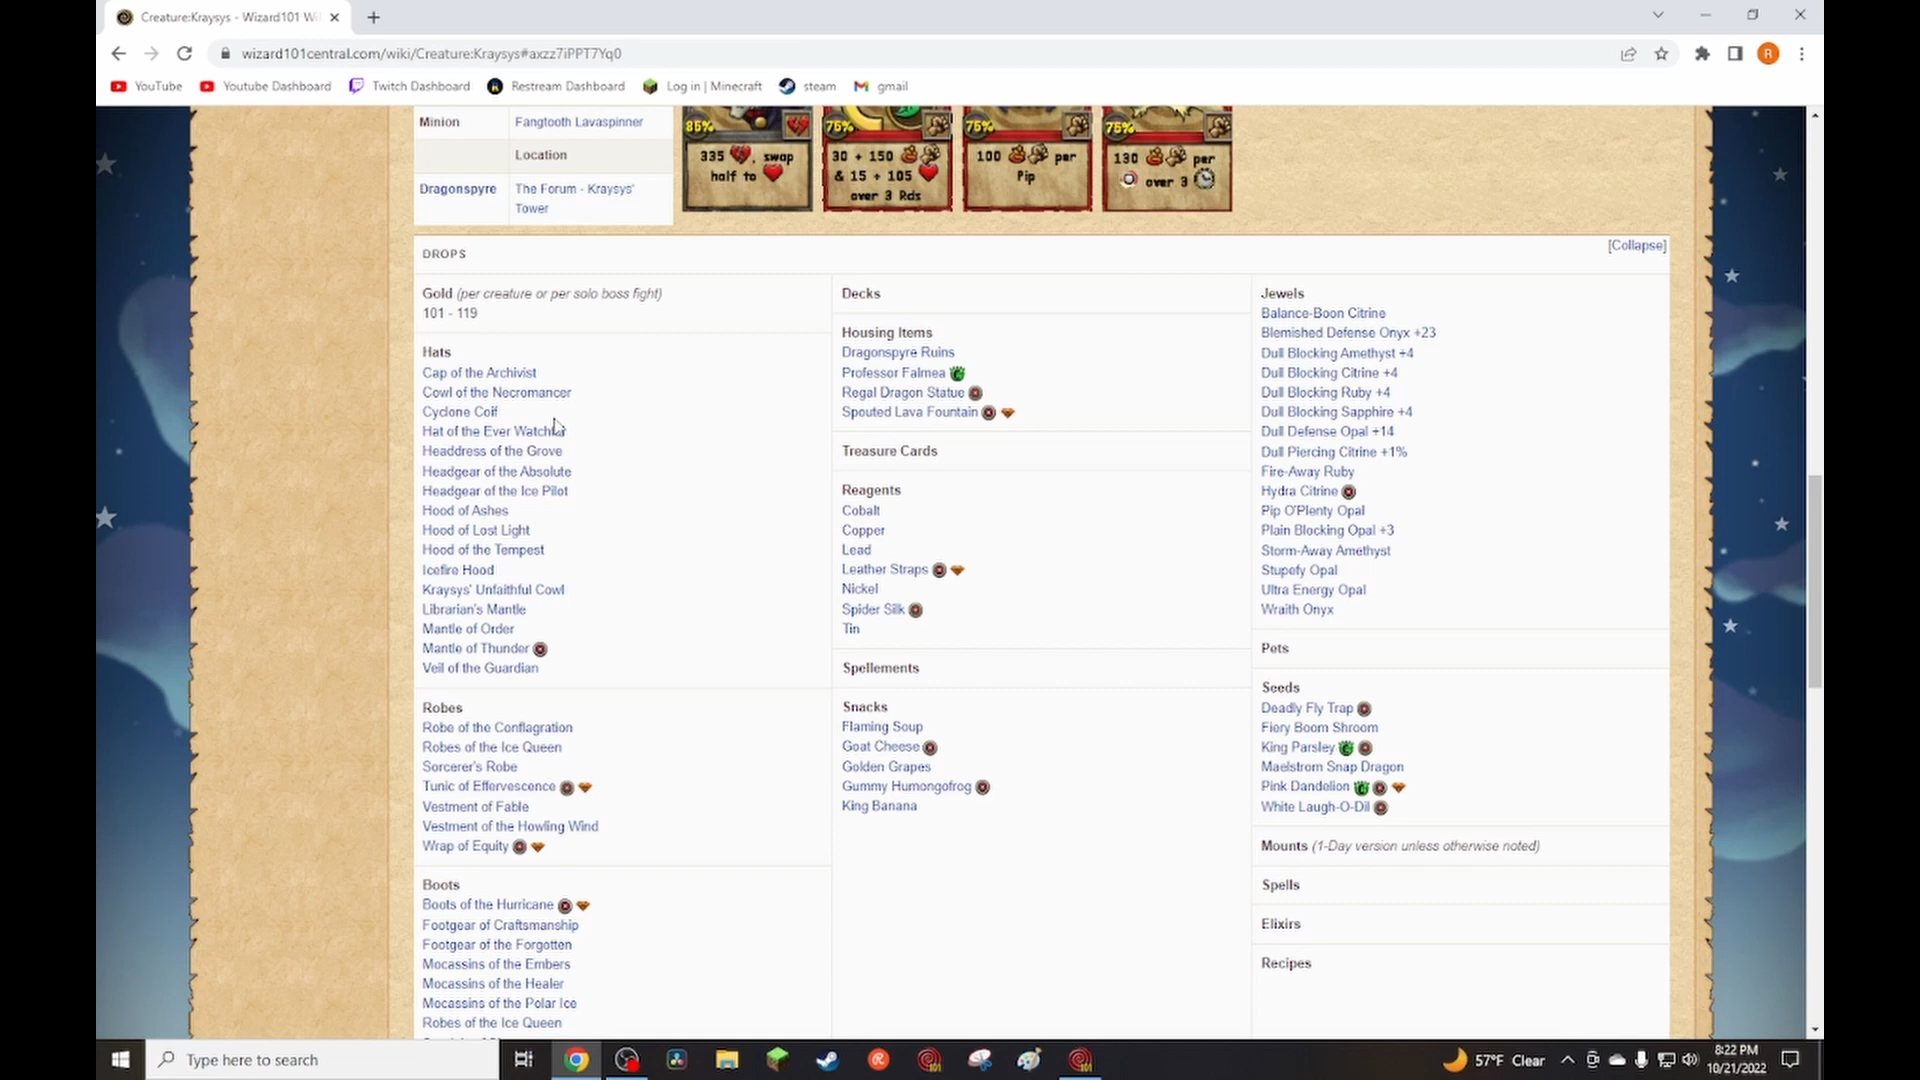 Creature:Kraysys - Wizard101 Wi
wizard101central.com/wiki/Creature:Kraysys#axzz7iPPT7Yq0
R
YouTube
Youtube Dashboard
Twitch Dashboard
Restream Dashboard
Log in | Minecraft
steam
gmail
Minion
Fangtooth Lavaspinner
Location
Dragonspyre
The Forum - Kraysys'
Tower
85%
335 , swap
half to
75%
30 + 150
& 15 + 105
over 3 Rds
75%
100 per
Pip
75%
130 per
over 3
DROPS
[Collapse]
Gold (per creature or per solo boss fight)
101 - 119
Hats
Cap of the Archivist
Cowl of the Necromancer
Cyclone Coif
Hat of the Ever Watchful
Headdress of the Grove
Headgear of the Absolute
Headgear of the Ice Pilot
Hood of Ashes
Hood of Lost Light
Hood of the Tempest
Icefire Hood
Kraysys' Unfaithful Cowl
Librarian's Mantle
Mantle of Order
Mantle of Thunder
Veil of the Guardian
Robes
Robe of the Conflagration
Robes of the Ice Queen
Sorcerer's Robe
Tunic of Effervescence
Vestment of Fable
Vestment of the Howling Wind
Wrap of Equity
Boots
Boots of the Hurricane
Footgear of Craftsmanship
Footgear of the Forgotten
Mocassins of the Embers
Mocassins of the Healer
Mocassins of the Polar Ice
Robes of the Ice Queen
Decks
Housing Items
Dragonspyre Ruins
Professor Falmea
Regal Dragon Statue
Spouted Lava Fountain
Treasure Cards
Reagents
Cobalt
Copper
Lead
Leather Straps
Nickel
Spider Silk
Tin
Spellements
Snacks
Flaming Soup
Goat Cheese
Golden Grapes
Gummy Humongofrog
King Banana
Jewels
Balance-Boon Citrine
Blemished Defense Onyx +23
Dull Blocking Amethyst +4
Dull Blocking Citrine +4
Dull Blocking Ruby +4
Dull Blocking Sapphire +4
Dull Defense Opal +14
Dull Piercing Citrine +1%
Fire-Away Ruby
Hydra Citrine
Pip O'Plenty Opal
Plain Blocking Opal +3
Storm-Away Amethyst
Stupefy Opal
Ultra Energy Opal
Wraith Onyx
Pets
Seeds
Deadly Fly Trap
Fiery Boom Shroom
King Parsley
Maelstrom Snap Dragon
Pink Dandelion
White Laugh-O-Dil
Mounts (1-Day version unless otherwise noted)
Spells
Elixirs
Recipes
Type here to search
57°F Clear
8:22 PM
10/21/2022